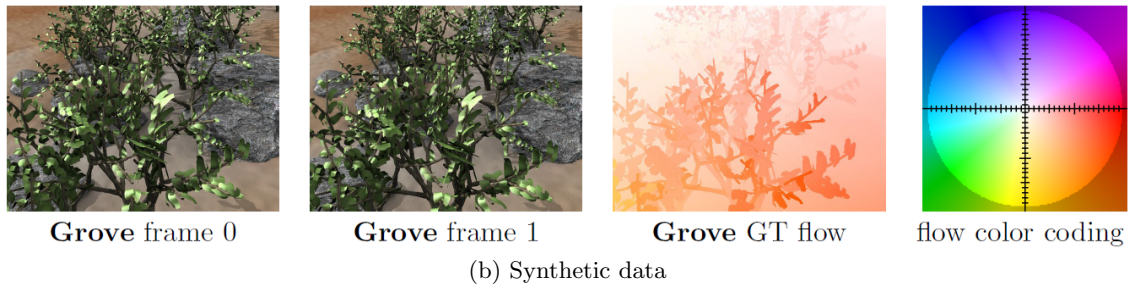 Grove frame 0
Grove frame 1
Grove GT flow
flow color coding
(b) Synthetic data